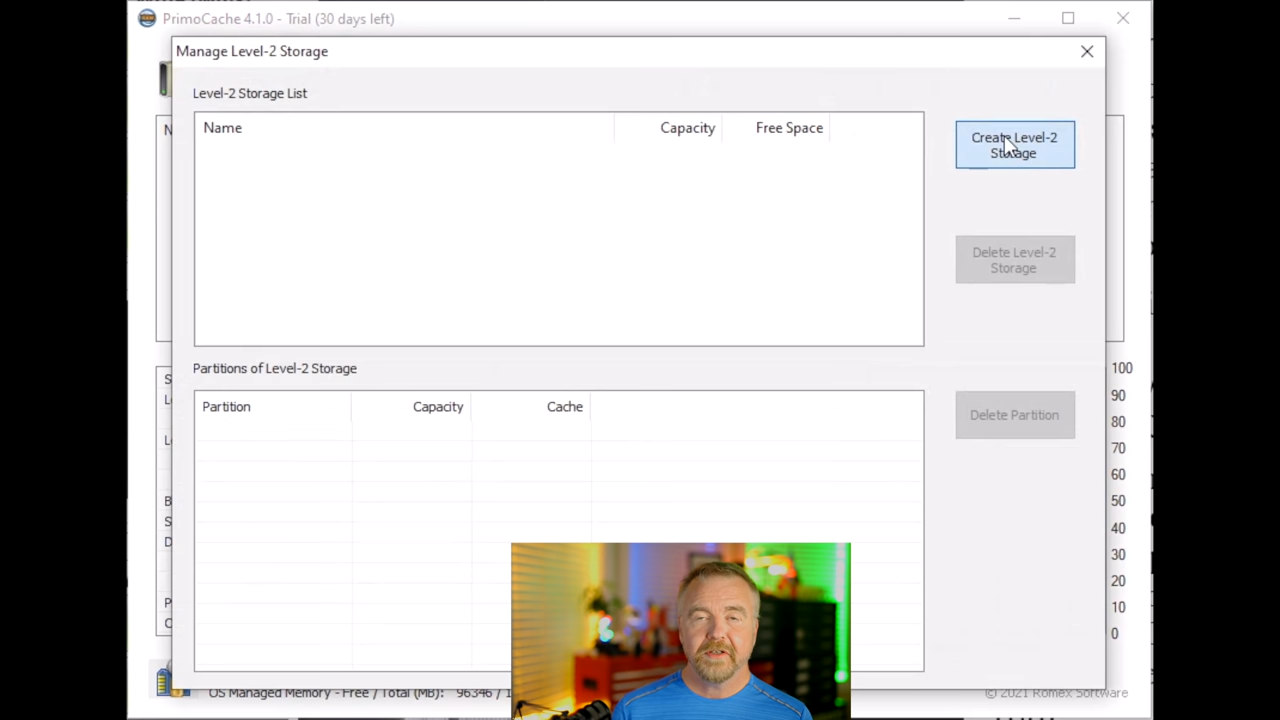 PrimoCache 4.1.0 - Trial (30 days left)
Manage Level-2 Storage
Level-2 Storage List
Name Capacity Free Space
Create Level-2
Storage
Delete Level-2
Storage
Partitions of Level-2 Storage
Partition Capacity Cache
Delete Partition
100
90
80
70
60
50
40
30
20
10
0
OS Managed Memory - Free / Total (MB): 96346 / 1
© 2021 Romex Software